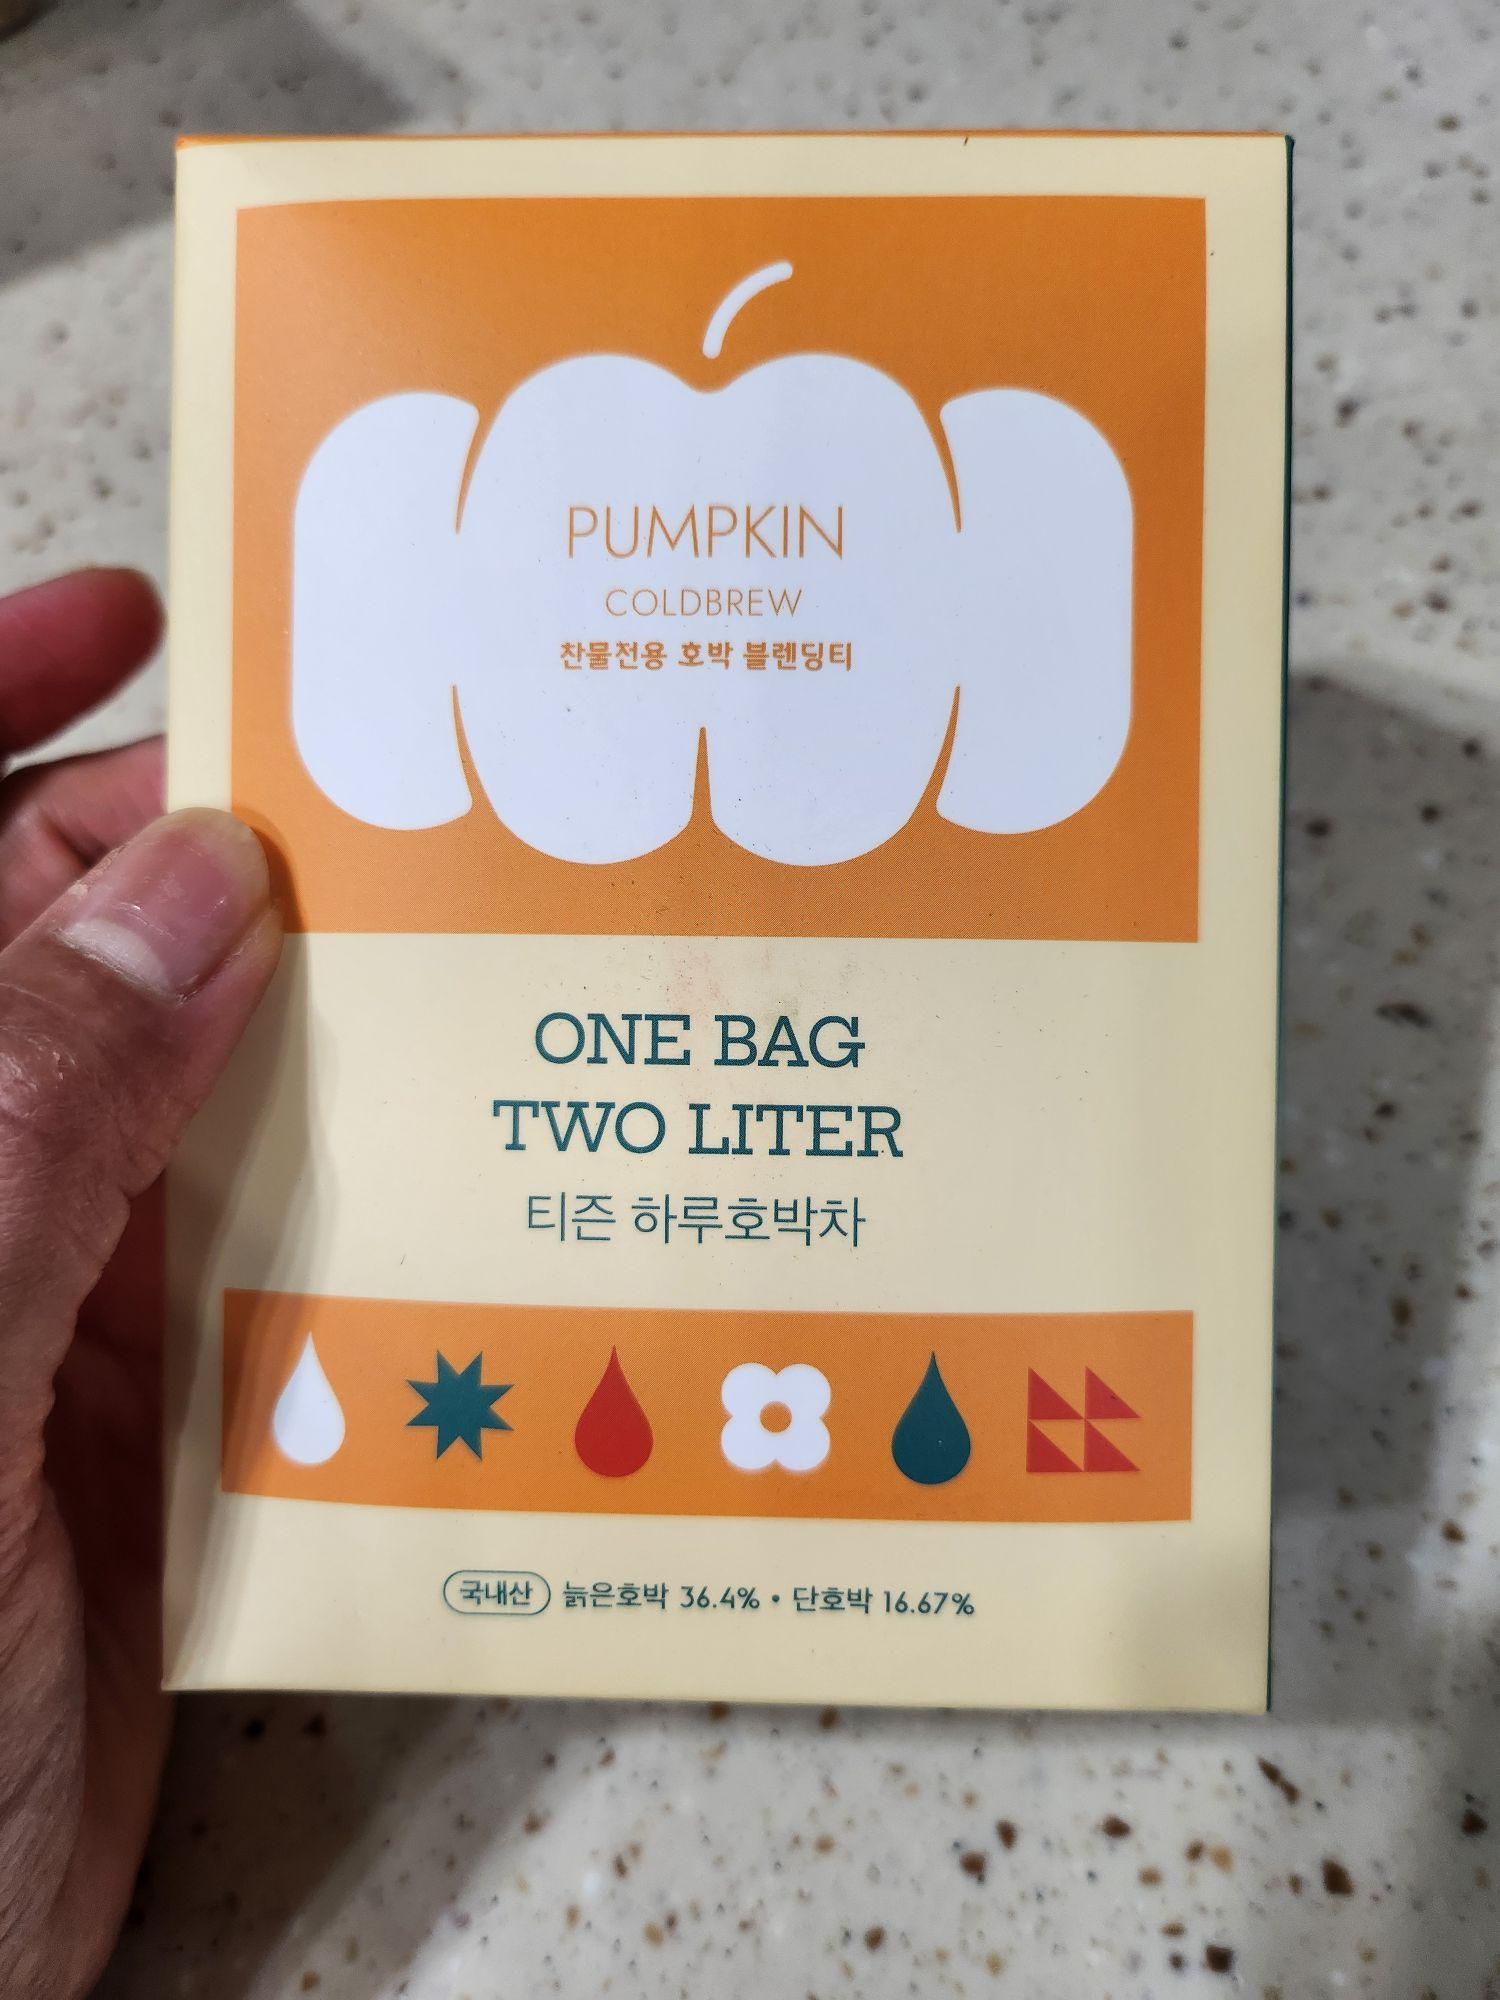 PUMPKIN
COLDBREW
찬물전용 호박 블렌딩티
ONE BAG
TWO LITER
티즌 하루호박차
국내산 늙은호박 36.4% • 단호박 16.67%